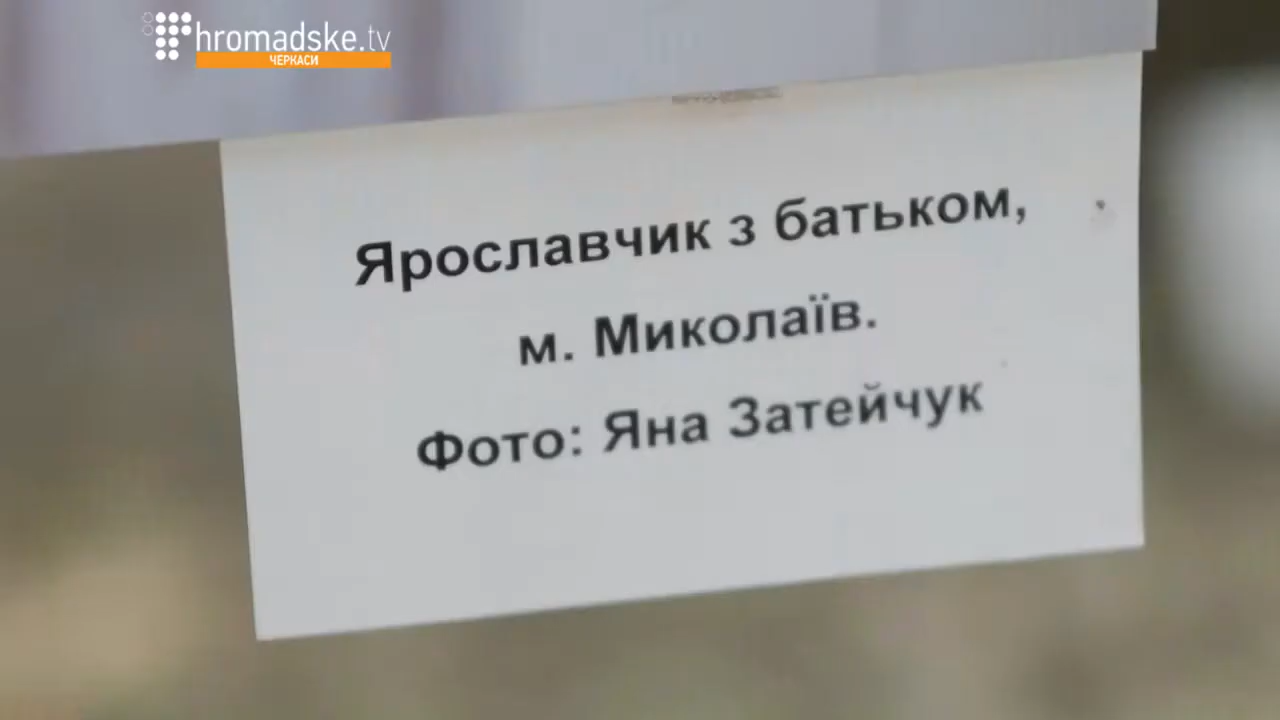 hromadske.tv
ЧЕРКАСИ
Ярославчик з батьком,
м. Миколаїв.
Фото: Яна Затейчук